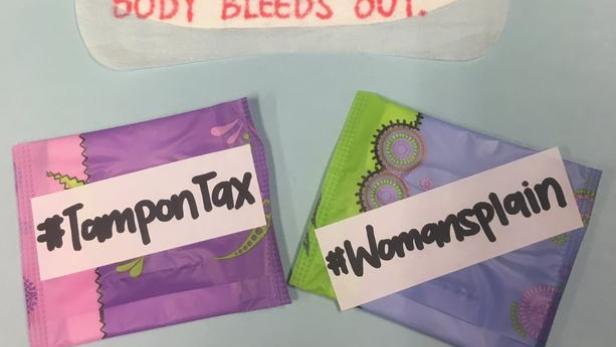 BODY BLEEDS OUT.
#TamponTax
#Womansplain